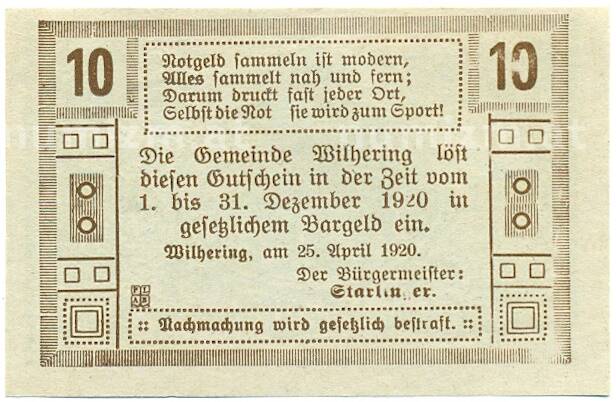 10
10
Notgeld sammeln ist modern,
Alles sammelt nah und fern;
Darum druckt fast jeder Ort,
Selbst die Not sie wird zum Sport!
Die Gemeinde Wilhering löst
diesen Gutschein in der Zeit vom
1. bis 31. Dezember 1920 in
gesetzlichem Bargeld ein.
Wilhering, am 25. April 1920.
Der Bürgermeister:
Starlinger.
:: Nachmachung wird gesetzlich bestraft. ::